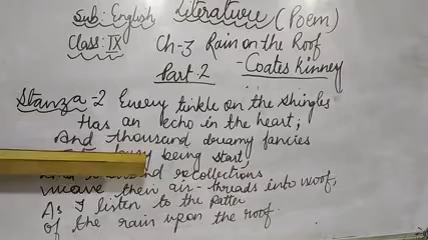 Sub: English Literature (Poem)
Class: IX Ch-3 Rain on the Roof
Part. 2 - Coates kinney
Stanza-2 Every tinkle on the shingles
Has an echo in the heart;
And thousand dreamy fancies
busy being start,
recollections
weave their air-threads into woof,
As I listen to the patter
Of the rain upon the roof.